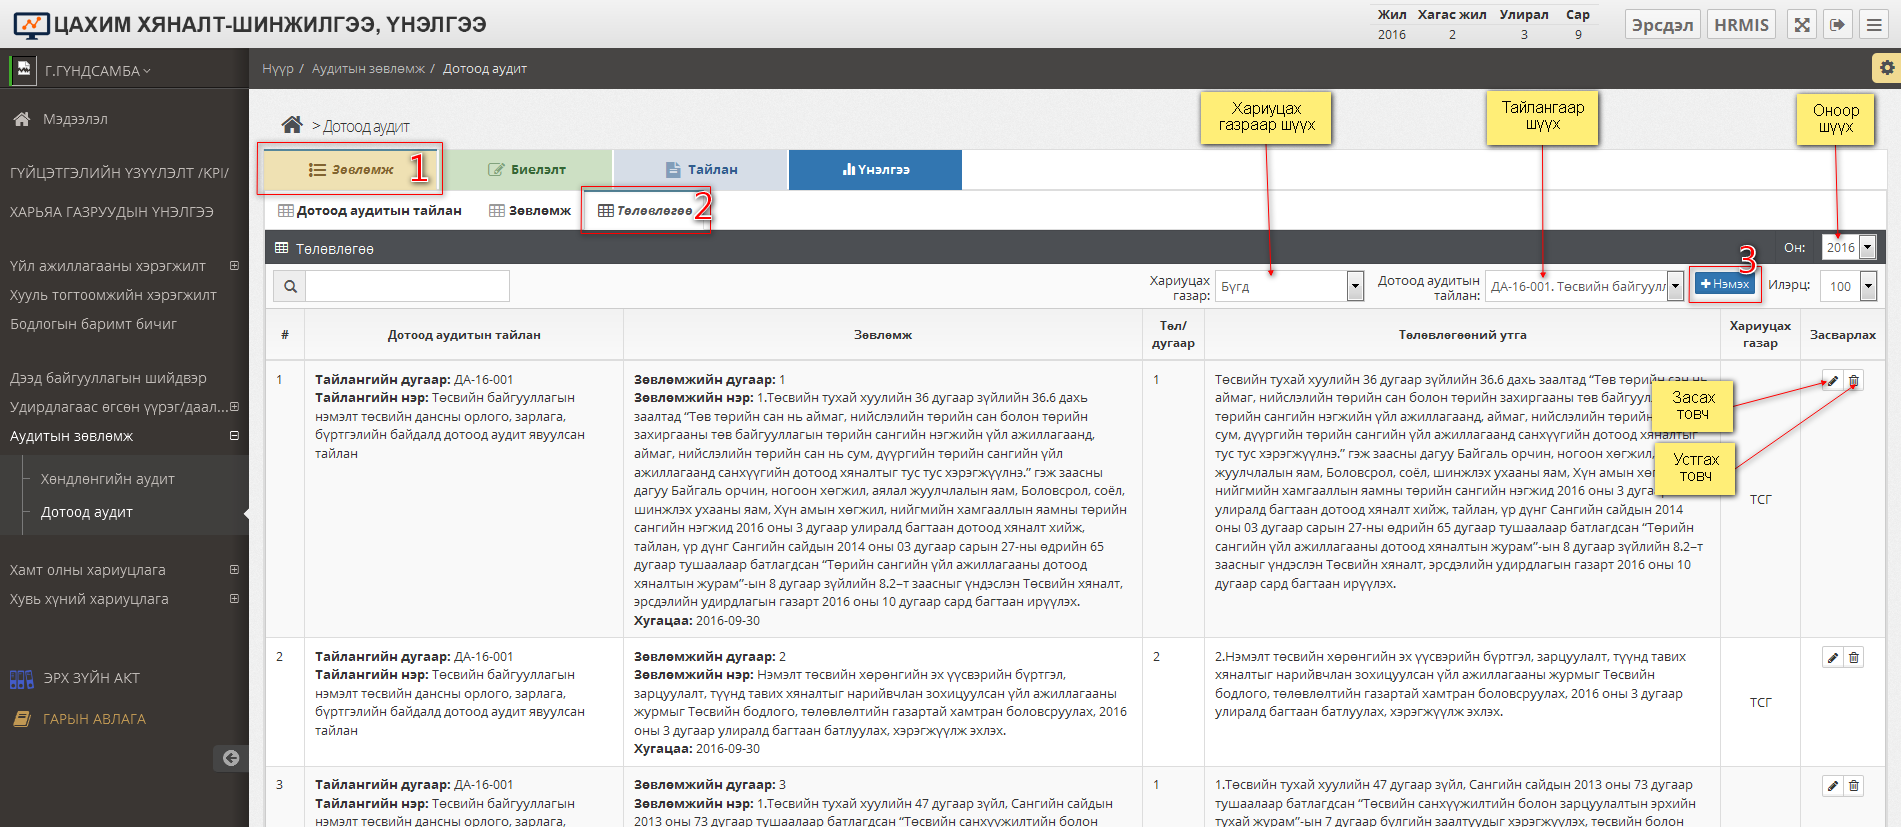 ЦАХИМ ХЯНАЛТ-ШИНЖИЛГЭЭ, ҮНЭЛГЭЭ
Жил Хагас жил Улирал Сар
2016 2 3 9
Эрсдэл HRMIS
Г.ГҮНДСАМБА
Нүүр / Аудитын зөвлөмж / Дотоод аудит
Мэдээлэл
ГҮЙЦЭТГЭЛИЙН ҮЗҮҮЛЭЛТ /KPI/
ХАРЬЯА ГАЗРУУДЫН ҮНЭЛГЭЭ
Үйл ажиллагааны хэрэгжилт
Хууль тогтоомжийн хэрэгжилт
Бодлогын баримт бичиг
Дээд байгууллагын шийдвэр
Удирдлагаас өгсөн үүрэг/даал...
Аудитын зөвлөмж
Хөндлөнгийн аудит
Дотоод аудит
Хамт олны хариуцлага
Хувь хүний хариуцлага
ЭРХ ЗҮЙН АКТ
ГАРЫН АВЛАГА
> Дотоод аудит
Хариуцах
газраар шүүх
Тайлангаар
шүүх
Оноор
шүүх
Зөвлөмж 1
Биелэлт
Тайлан
Үнэлгээ
Дотоод аудитын тайлан
Зөвлөмж
Төлөвлөгөө 2
Төлөвлөгөө
Он: 2016
Хариуцах
газар: Бүгд
Дотоод аудитын
тайлан: ДА-16-001. Төсвийн байгуулл
3
Нэмэх
Илэрц: 100
# Дотоод аудитын тайлан Зөвлөмж Төл/
дугаар Төлөвлөгөөний утга Хариуцах
газар Засварлах
1
Тайлангийн дугаар: ДА-16-001
Тайлангийн нэр: Төсвийн байгууллагын
нэмэлт төсвийн дансны орлого, зарлага,
бүртгэлийн байдалд дотоод аудит явуулсан
тайлан
Зөвлөмжийн дугаар: 1
Зөвлөмжийн нэр: 1.Төсвийн тухай хуулийн 36 дугаар зүйлийн 36.6 дахь
заалтад “Төв төрийн сан нь аймаг, нийслэлийн төрийн сан болон төрийн
захиргааны төв байгууллагын төрийн сангийн нэгжийн үйл ажиллагаанд,
аймаг, нийслэлийн төрийн сан нь сум, дүүргийн төрийн сангийн үйл
ажиллагаанд санхүүгийн дотоод хяналтыг тус тус хэрэгжүүлнэ.” гэж заасны
дагуу Байгаль орчин, ногоон хөгжил, аялал жуулчлалын яам, Боловсрол, соёл,
шинжлэх ухааны яам, Хүн амын хөгжил, нийгмийн хамгааллын яамны төрийн
сангийн нэгжид 2016 оны 3 дугаар улиралд багтаан дотоод хяналт хийж,
тайлан, үр дүнг Сангийн сайдын 2014 оны 03 дугаар сарын 27-ны өдрийн 65
дугаар тушаалаар батлагдсан “Төрийн сангийн үйл ажиллагааны дотоод
хяналтын журам”-ын 8 дугаар зүйлийн 8.2–т заасныг үндэслэн Төсвийн хяналт,
эрсдэлийн удирдлагын газарт 2016 оны 10 дугаар сард багтаан ирүүлэх.
Хугацаа: 2016-09-30
1
Төсвийн тухай хуулийн 36 дугаар зүйлийн 36.6 дахь заалтад “Төв төрийн сан нь
аймаг, нийслэлийн төрийн сан болон төрийн захиргааны төв байгуул
төрийн сангийн нэгжийн үйл ажиллагаанд, аймаг, нийслэлийн төрийн
сум, дүүргийн төрийн сангийн үйл ажиллагаанд санхүүгийн дотоод хяналтыг
тус тус хэрэгжүүлнэ.” гэж заасны дагуу Байгаль орчин, ногоон хөгжил,
жуулчлалын яам, Боловсрол, соёл, шинжлэх ухааны яам, Хүн амын
нийгмийн хамгааллын яамны төрийн сангийн нэгжид 2016 оны 3 дугаар
улиралд багтаан дотоод хяналт хийж, тайлан, үр дүнг Сангийн сайдын 2014
оны 03 дугаар сарын 27-ны өдрийн 65 дугаар тушаалаар батлагдсан “Төрийн
сангийн үйл ажиллагааны дотоод хяналтын журам”-ын 8 дугаар зүйлийн 8.2–т
заасныг үндэслэн Төсвийн хяналт, эрсдэлийн удирдлагын газарт 2016 оны 10
дугаар сард багтаан ирүүлэх.
ТСГ
Засах
товч
Устгах
товч
2
Тайлангийн дугаар: ДА-16-001
Тайлангийн нэр: Төсвийн байгууллагын
нэмэлт төсвийн дансны орлого, зарлага,
бүртгэлийн байдалд дотоод аудит явуулсан
тайлан
Зөвлөмжийн дугаар: 2
Зөвлөмжийн нэр: Нэмэлт төсвийн хөрөнгийн эх үүсвэрийн бүртгэл,
зарцуулалт, түүнд тавих хяналтыг нарийвчлан зохицуулсан үйл ажиллагааны
журмыг Төсвийн бодлого, төлөвлөлтийн газартай хамтран боловсруулах, 2016
оны 3 дугаар улиралд багтаан батлуулах, хэрэгжүүлж эхлэх.
Хугацаа: 2016-09-30
2
2.Нэмэлт төсвийн хөрөнгийн эх үүсвэрийн бүртгэл, зарцуулалт, түүнд тавих
хяналтыг нарийвчлан зохицуулсан үйл ажиллагааны журмыг Төсвийн
бодлого, төлөвлөлтийн газартай хамтран боловсруулах, 2016 оны 3 дугаар
улиралд багтаан батлуулах, хэрэгжүүлж эхлэх.
ТСГ
3
Тайлангийн дугаар: ДА-16-001
Тайлангийн нэр: Төсвийн байгууллагын
нэмэлт төсвийн дансны орлого, зарлага,
Зөвлөмжийн дугаар: 3
Зөвлөмжийн нэр: 1.Төсвийн тухай хуулийн 47 дугаар зүйл, Сангийн сайдын
2013 оны 73 дугаар тушаалаар батлагдсан “Төсвийн санхүүжилтийн болон
1
1.Төсвийн тухай хуулийн 47 дугаар зүйл, Сангийн сайдын 2013 оны 73 дугаар
тушаалаар батлагдсан “Төсвийн санхүүжилтийн болон зарцуулалтын эрхийн
тухай журам”-ын 7 дугаар бүлгийн заалтуудыг хэрэгжүүлэх, төсвийн болон